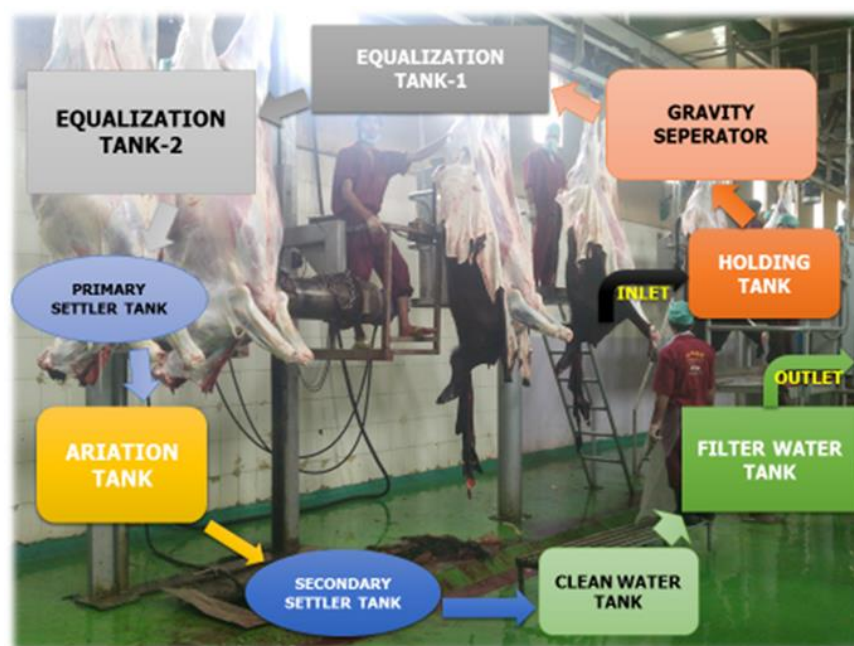 EQUALIZATION
TANK-1
EQUALIZATION
TANK-2
GRAVITY
SEPERATOR
HOLDING
TANK
INLET
PRIMARY
SETTLER TANK
OUTLET
ARIATION
TANK
FILTER WATER
TANK
SECONDARY
SETTLER TANK
CLEAN WATER
TANK